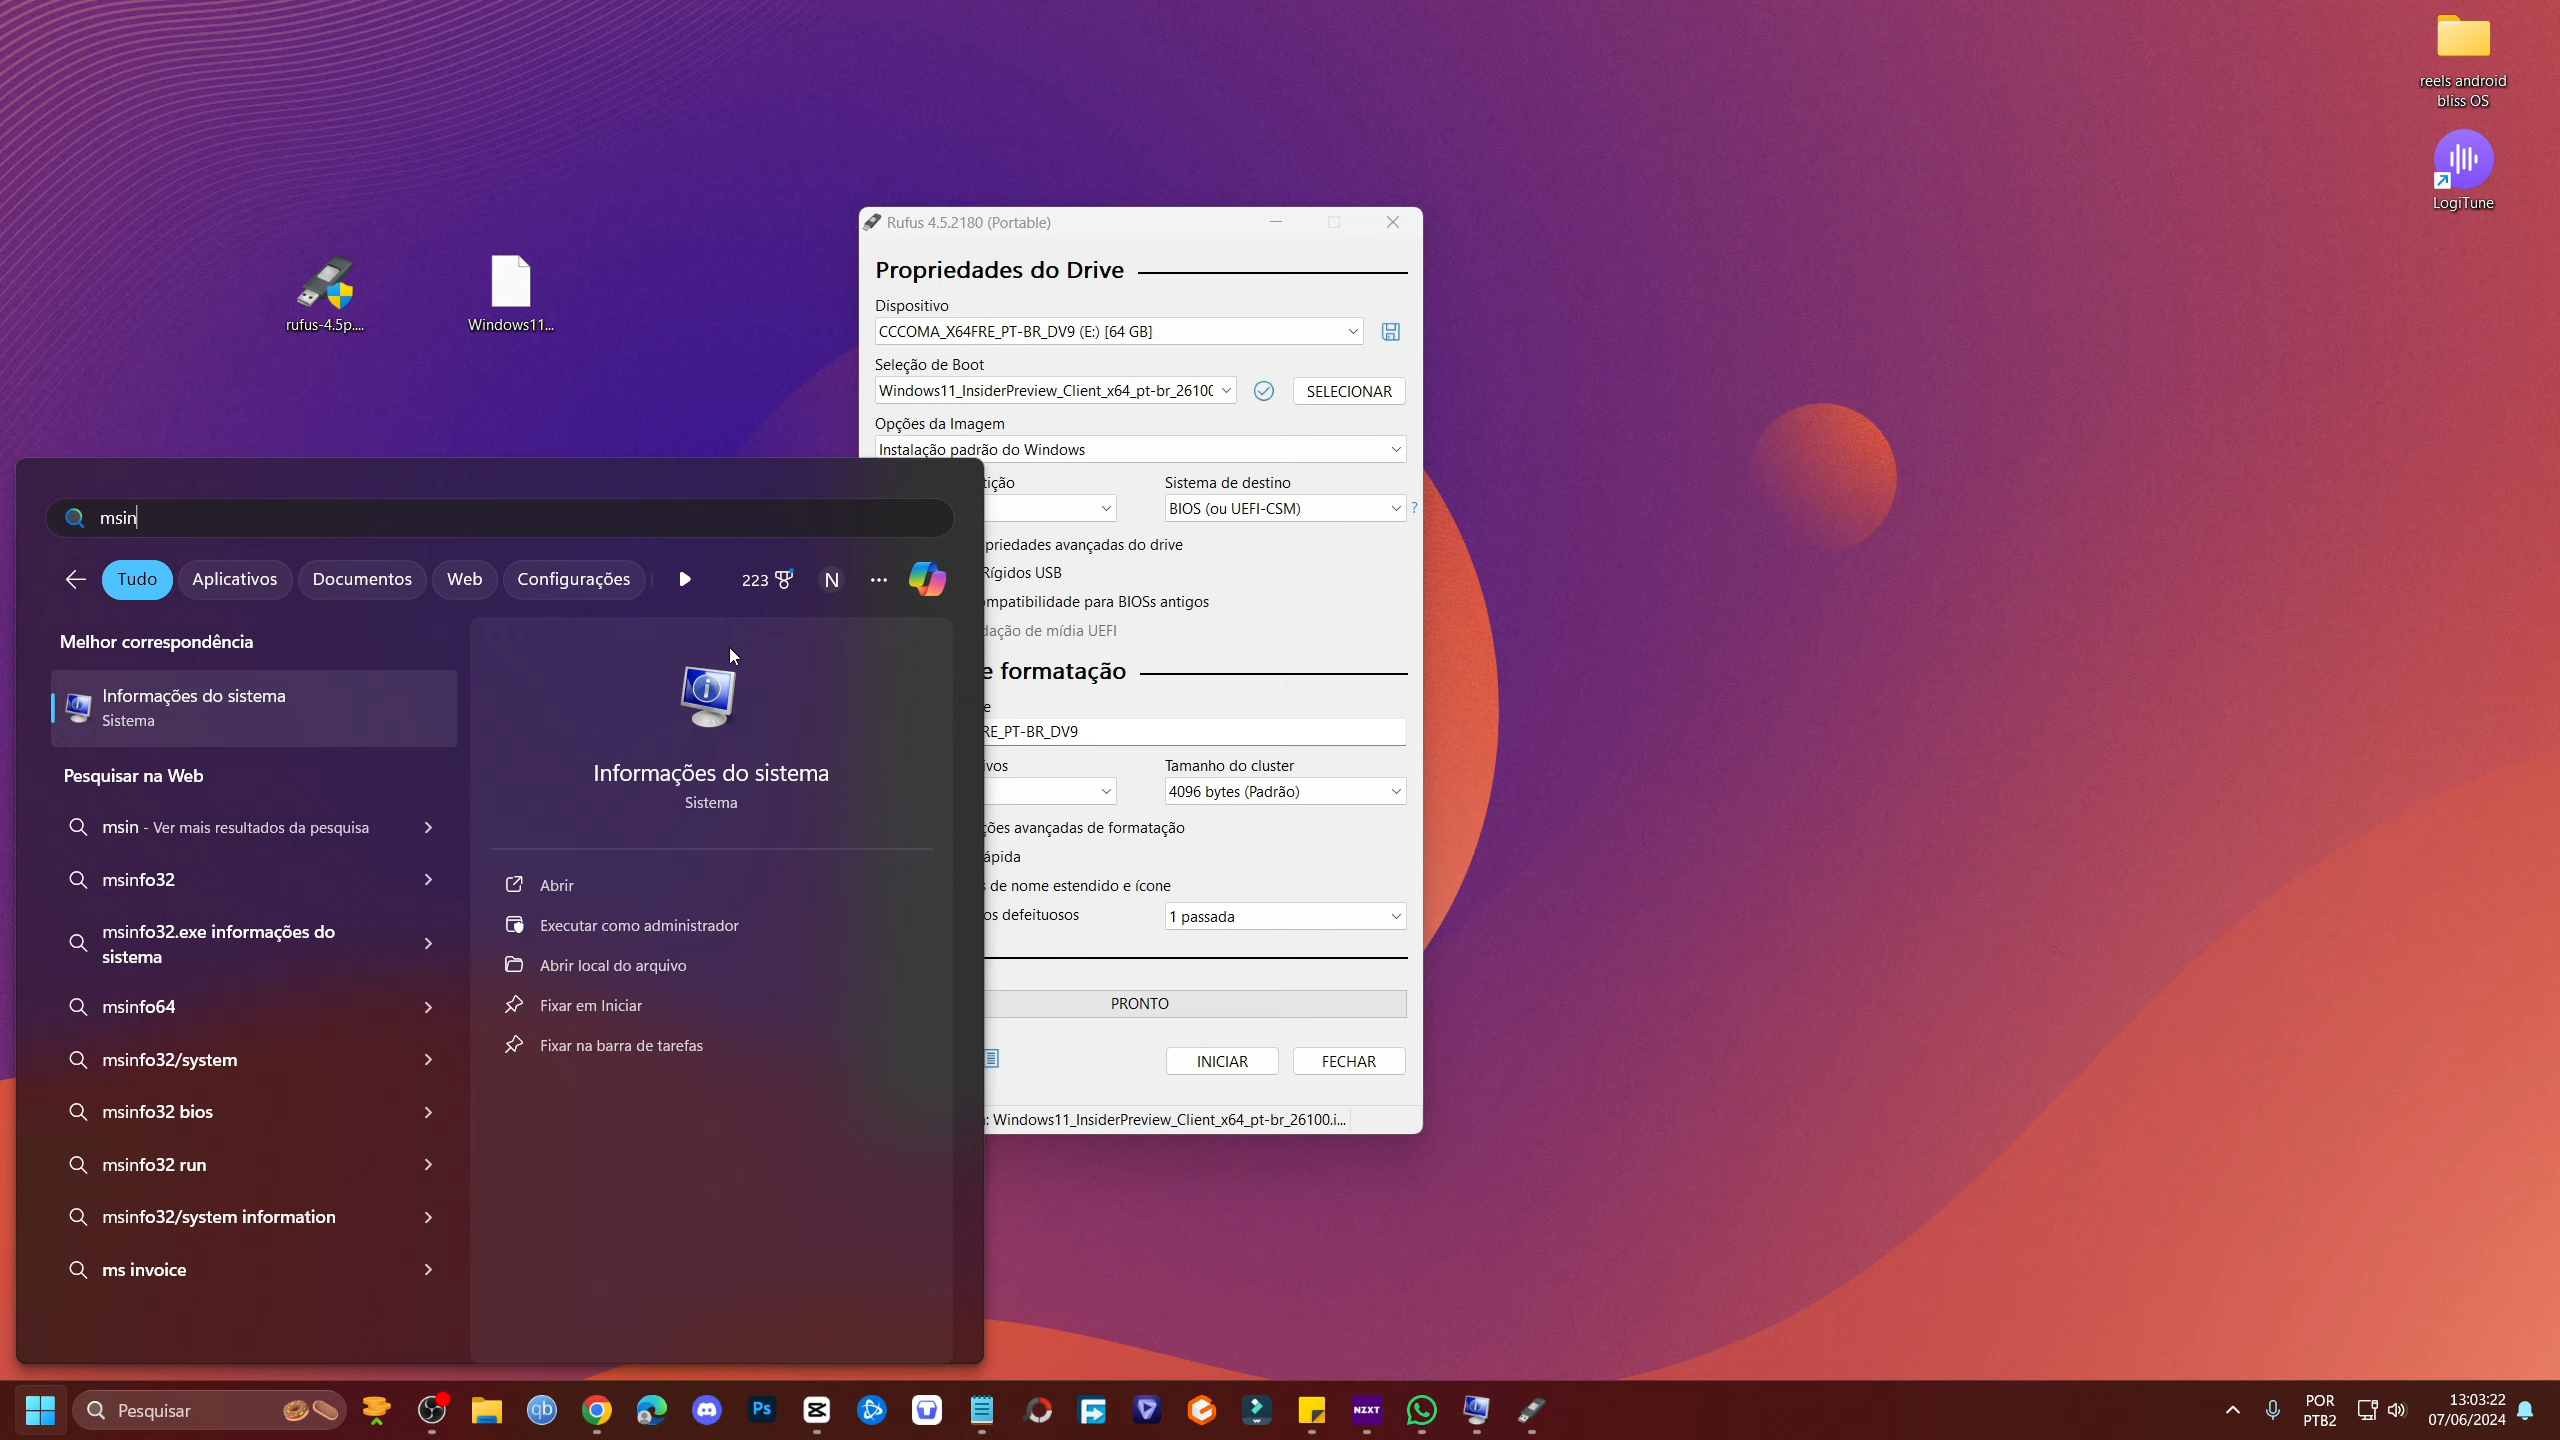 reels android
bliss OS
LogiTune
rufus-4.5p....
Windows11...
Rufus 4.5.2180 (Portable)
Propriedades do Drive
Dispositivo
CCCOMA_X64FRE_PT-BR_DV9 (E:) [64 GB]
Seleção de Boot
Windows11_InsiderPreview_Client_x64_pt-br_26100
SELECIONAR
Opções da Imagem
Instalação padrão do Windows
tição
Sistema de destino
BIOS (ou UEFI-CSM)
?
priedades avançadas do drive
Rígidos USB
ompatibilidade para BIOSs antigos
dação de mídia UEFI
e formatação
e
RE_PT-BR_DV9
ivos
Tamanho do cluster
4096 bytes (Padrão)
ções avançadas de formatação
ápida
s de nome estendido e ícone
os defeituosos
1 passada
PRONTO
INICIAR
FECHAR
: Windows11_InsiderPreview_Client_x64_pt-br_26100.i...
msin
Tudo
Aplicativos
Documentos
Web
Configurações
223
N
Melhor correspondência
Informações do sistema
Sistema
Pesquisar na Web
msin - Ver mais resultados da pesquisa
msinfo32
msinfo32.exe informações do
sistema
msinfo64
msinfo32/system
msinfo32 bios
msinfo32 run
msinfo32/system information
ms invoice
Informações do sistema
Sistema
Abrir
Executar como administrador
Abrir local do arquivo
Fixar em Iniciar
Fixar na barra de tarefas
Pesquisar
qb
Ps
NZXT
POR
PTB2
13:03:22
07/06/2024